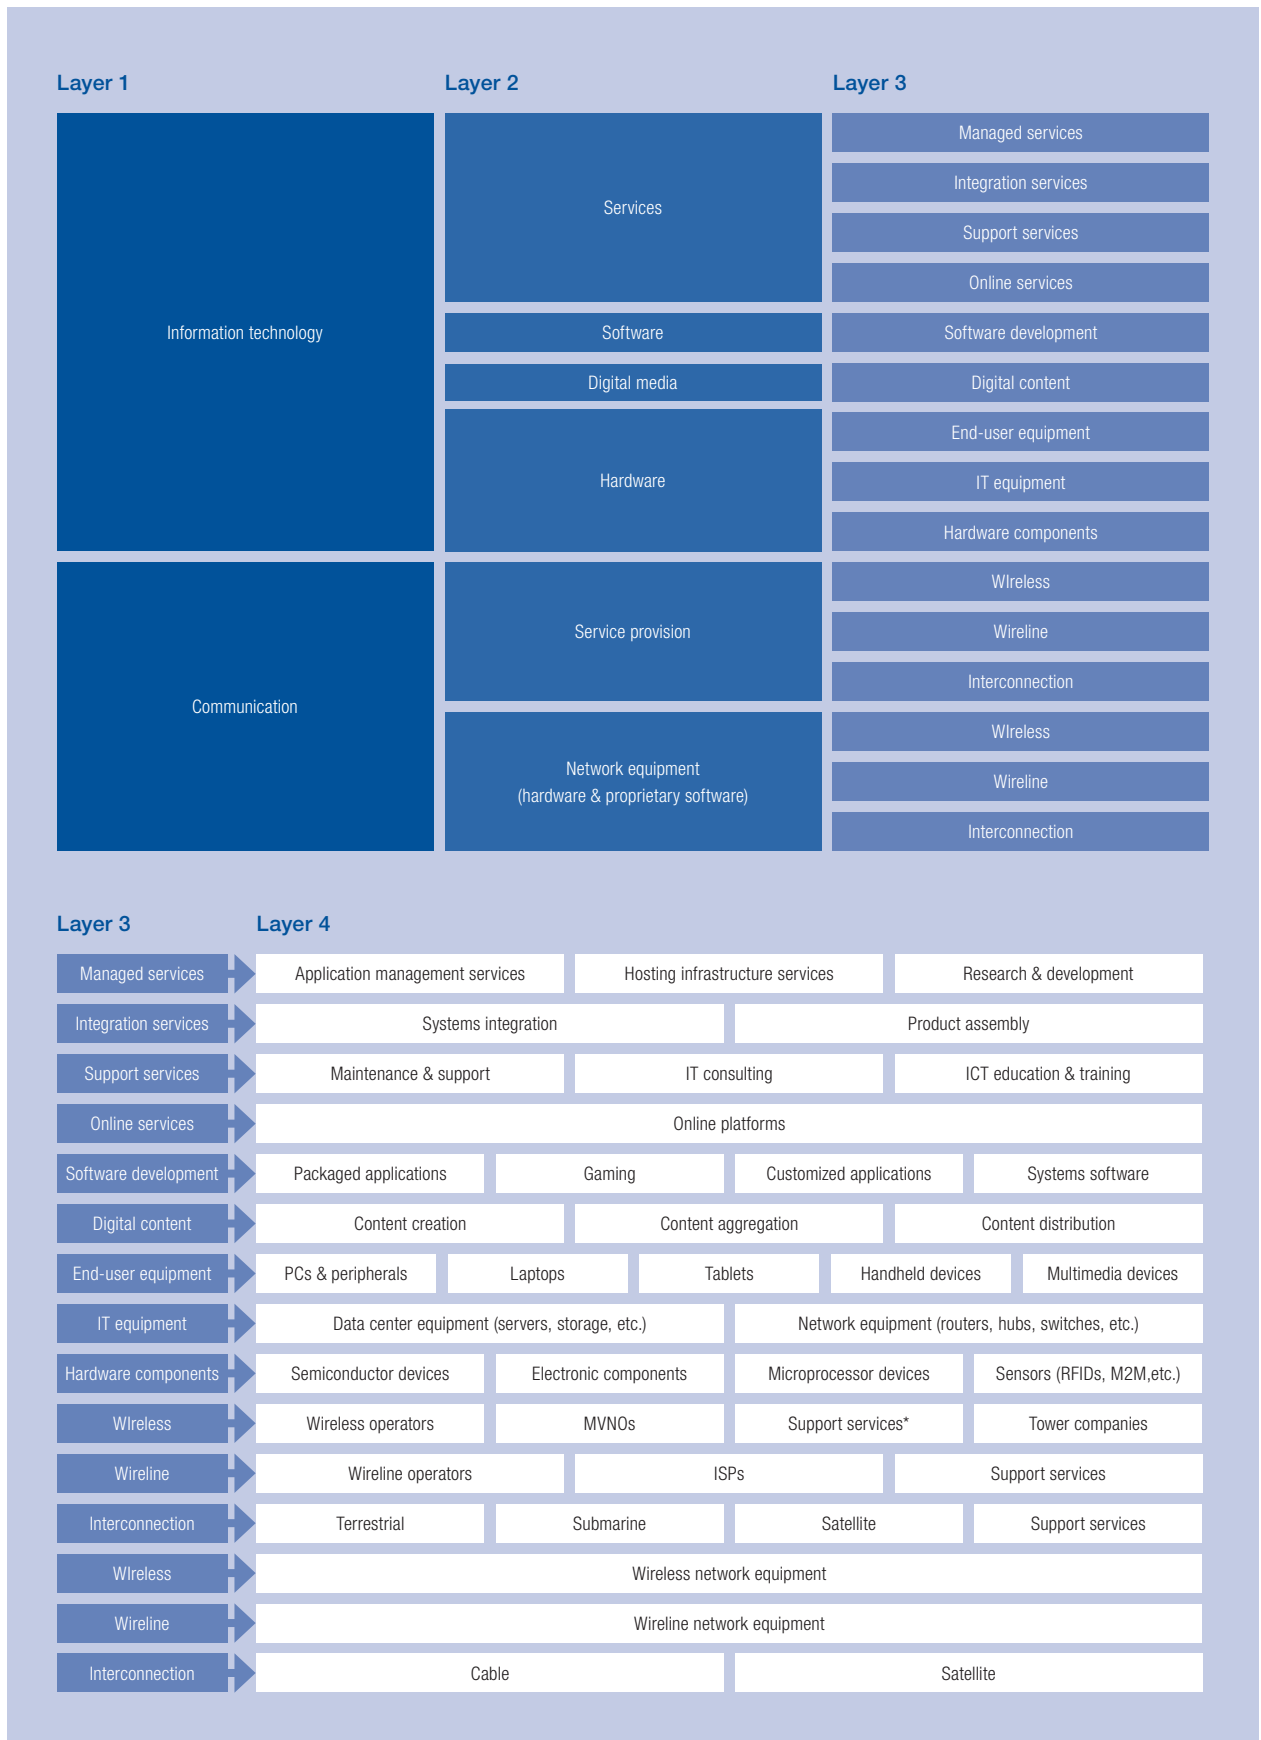 Layer 1
Layer 2
Layer 3
Information technology
Communication
Services
Software
Digital media
Hardware
Service provision
Network equipment
(hardware & proprietary software)
Managed services
Integration services
Support services
Online services
Software development
Digital content
End-user equipment
IT equipment
Hardware components
WIreless
Wireline
Interconnection
WIreless
Wireline
Interconnection
Layer 3
Layer 4
Managed services
Application management services
Hosting infrastructure services
Research & development
Integration services
Systems integration
Product assembly
Support services
Maintenance & support
IT consulting
ICT education & training
Online services
Online platforms
Software development
Packaged applications
Gaming
Customized applications
Systems software
Digital content
Content creation
Content aggregation
Content distribution
End-user equipment
PCs & peripherals
Laptops
Tablets
Handheld devices
Multimedia devices
IT equipment
Data center equipment (servers, storage, etc.)
Network equipment (routers, hubs, switches, etc.)
Hardware components
Semiconductor devices
Electronic components
Microprocessor devices
Sensors (RFIDs, M2M,etc.)
WIreless
Wireless operators
MVNOs
Support services*
Tower companies
Wireline
Wireline operators
ISPs
Support services
Interconnection
Terrestrial
Submarine
Satellite
Support services
WIreless
Wireless network equipment
Wireline
Wireline network equipment
Interconnection
Cable
Satellite